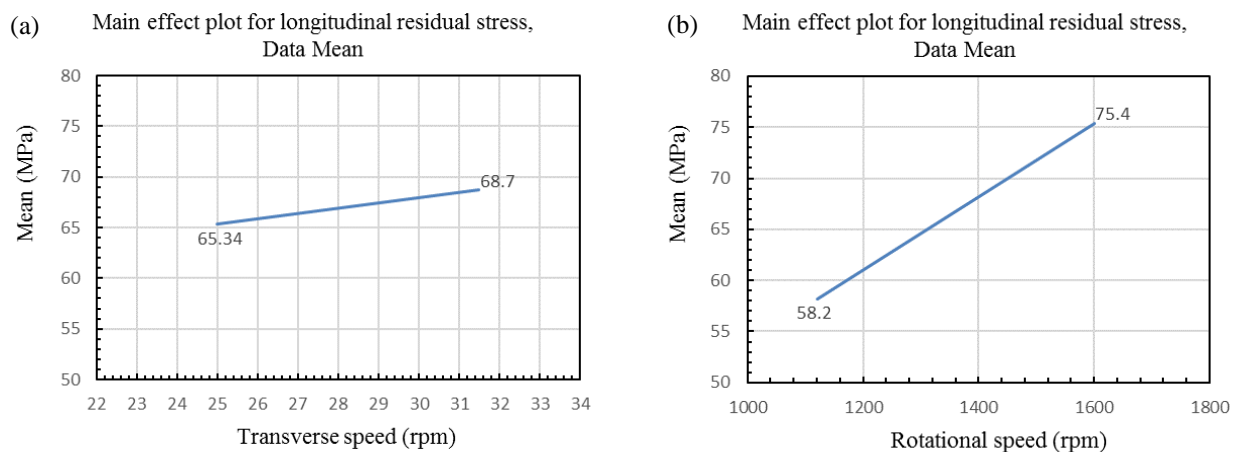 (a)
Main effect plot for longitudinal residual stress,
Data Mean
80
75
70
65
60
55
50
Mean (MPa)
65.34
68.7
22 23 24 25 26 27 28 29 30 31 32 33 34
Transverse speed (rpm)
(b)
Main effect plot for longitudinal residual stress,
Data Mean
80
75
70
65
60
55
50
Mean (MPa)
58.2
75.4
1000 1200 1400 1600 1800
Rotational speed (rpm)